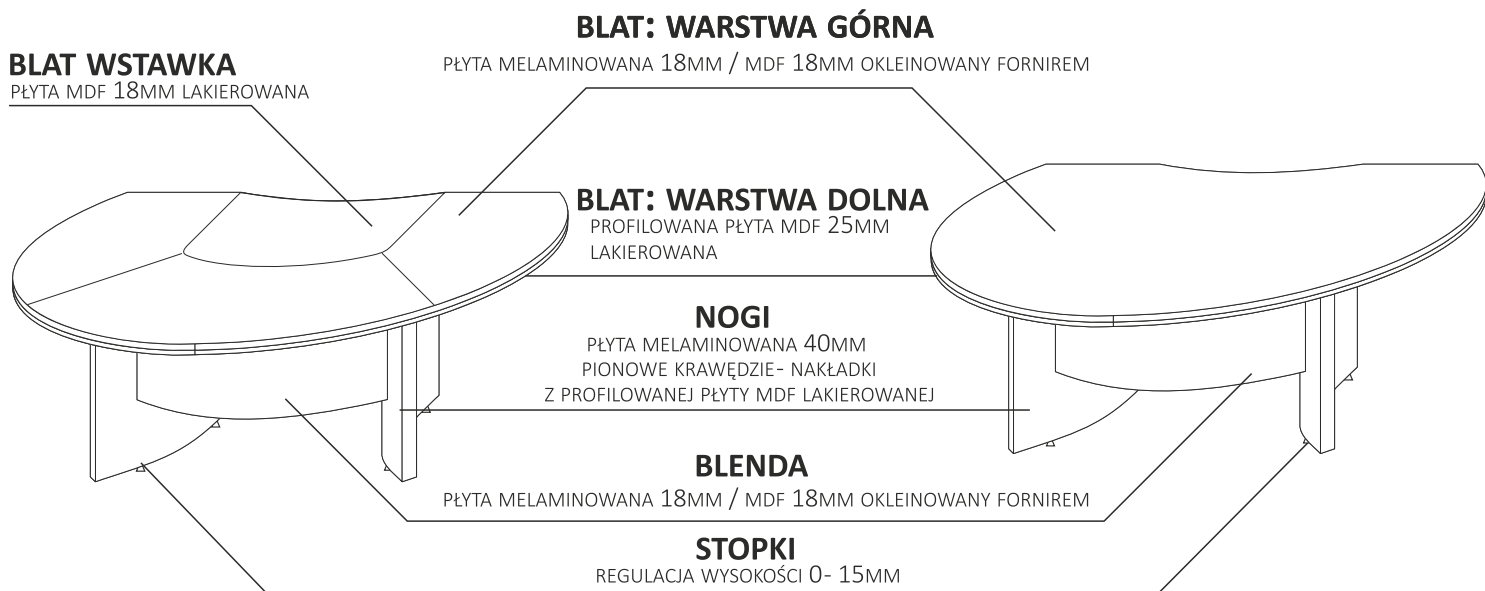 BLAT: WARSTWA GÓRNA
PŁYTA MELAMINOWANA 18MM / MDF 18MM OKLEINOWANY FORNIREM
BLAT WSTAWKA
PŁYTA MDF 18MM LAKIEROWANA
BLAT: WARSTWA DOLNA
PROFILOWANA PŁYTA MDF 25MM
LAKIEROWANA
NOGI
PŁYTA MELAMINOWANA 40MM
PIONOWE KRAWĘDZIE- NAKŁADKI
Z PROFILOWANEJ PŁYTY MDF LAKIEROWANEJ
BLENDA
PŁYTA MELAMINOWANA 18MM / MDF 18MM OKLEINOWANY FORNIREM
STOPKI
REGULACJA WYSOKOŚCI 0- 15MM